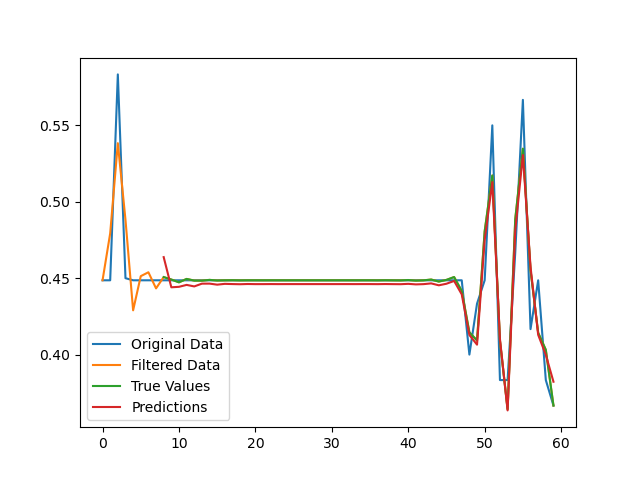 0.55
0.50
0.45
0.40
Original Data
Filtered Data
True Values
Predictions
0 10 20 30 40 50 60